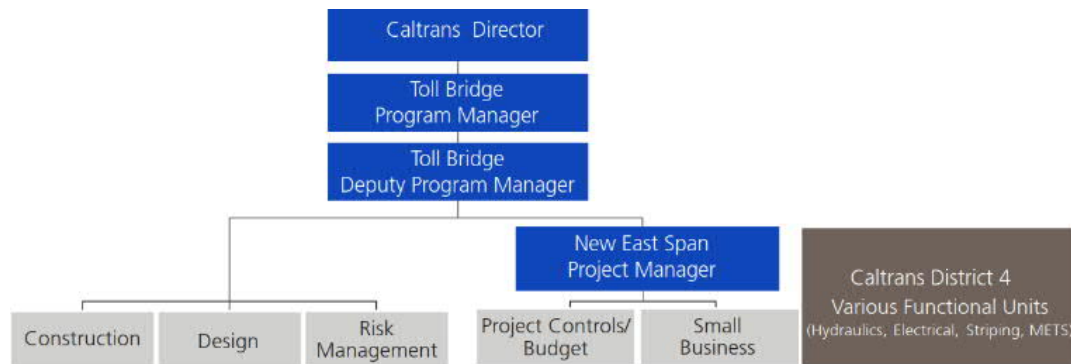 Caltrans Director
Toll Bridge
Program Manager
Toll Bridge
Deputy Program Manager
New East Span
Project Manager
Caltrans District 4
Various Functional Units
(Hydraulics, Electrical, Striping, METS)
Construction
Design
Risk
Management
Project Controls/
Budget
Small
Business